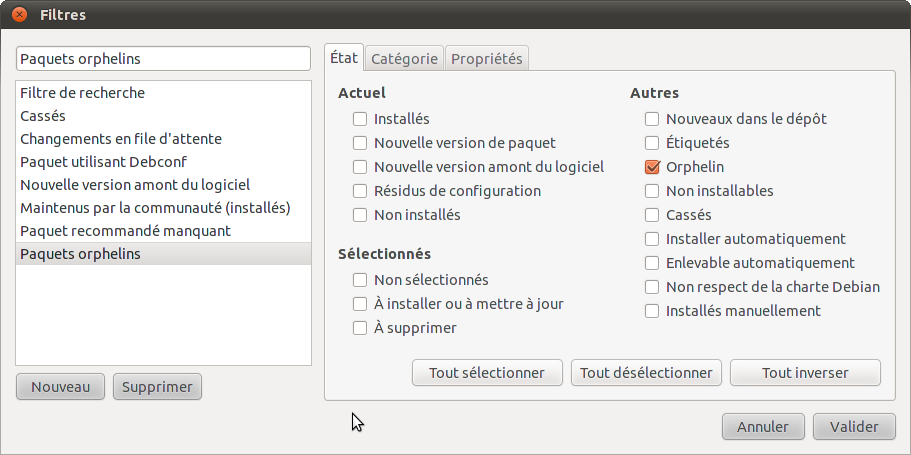 Filtres
Paquets orphelins
Filtre de recherche
Cassés
Changements en file d'attente
Paquet utilisant Debconf
Nouvelle version amont du logiciel
Maintenus par la communauté (installés)
Paquet recommandé manquant
Paquets orphelins
Nouveau Supprimer
État Catégorie Propriétés
Actuel
Installés
Nouvelle version de paquet
Nouvelle version amont du logiciel
Résidus de configuration
Non installés
Sélectionnés
Non sélectionnés
À installer ou à mettre à jour
À supprimer
Autres
Nouveaux dans le dépôt
Étiquetés
Orphelin
Non installables
Cassés
Installer automatiquement
Enlevable automatiquement
Non respect de la charte Debian
Installés manuellement
Tout sélectionner Tout désélectionner Tout inverser
Annuler Valider